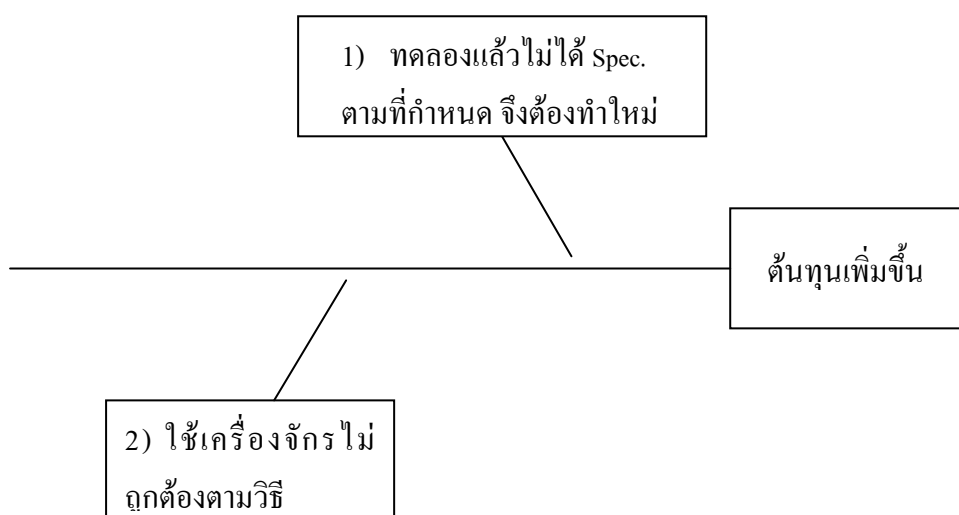 1) ทดลองแล้วไม่ได้ Spec.
ตามที่กำหนด จึงต้องทำใหม่
ต้นทุนเพิ่มขึ้น
2) ใช้เครื่องจักรไม่
ถูกต้องตามวิธี